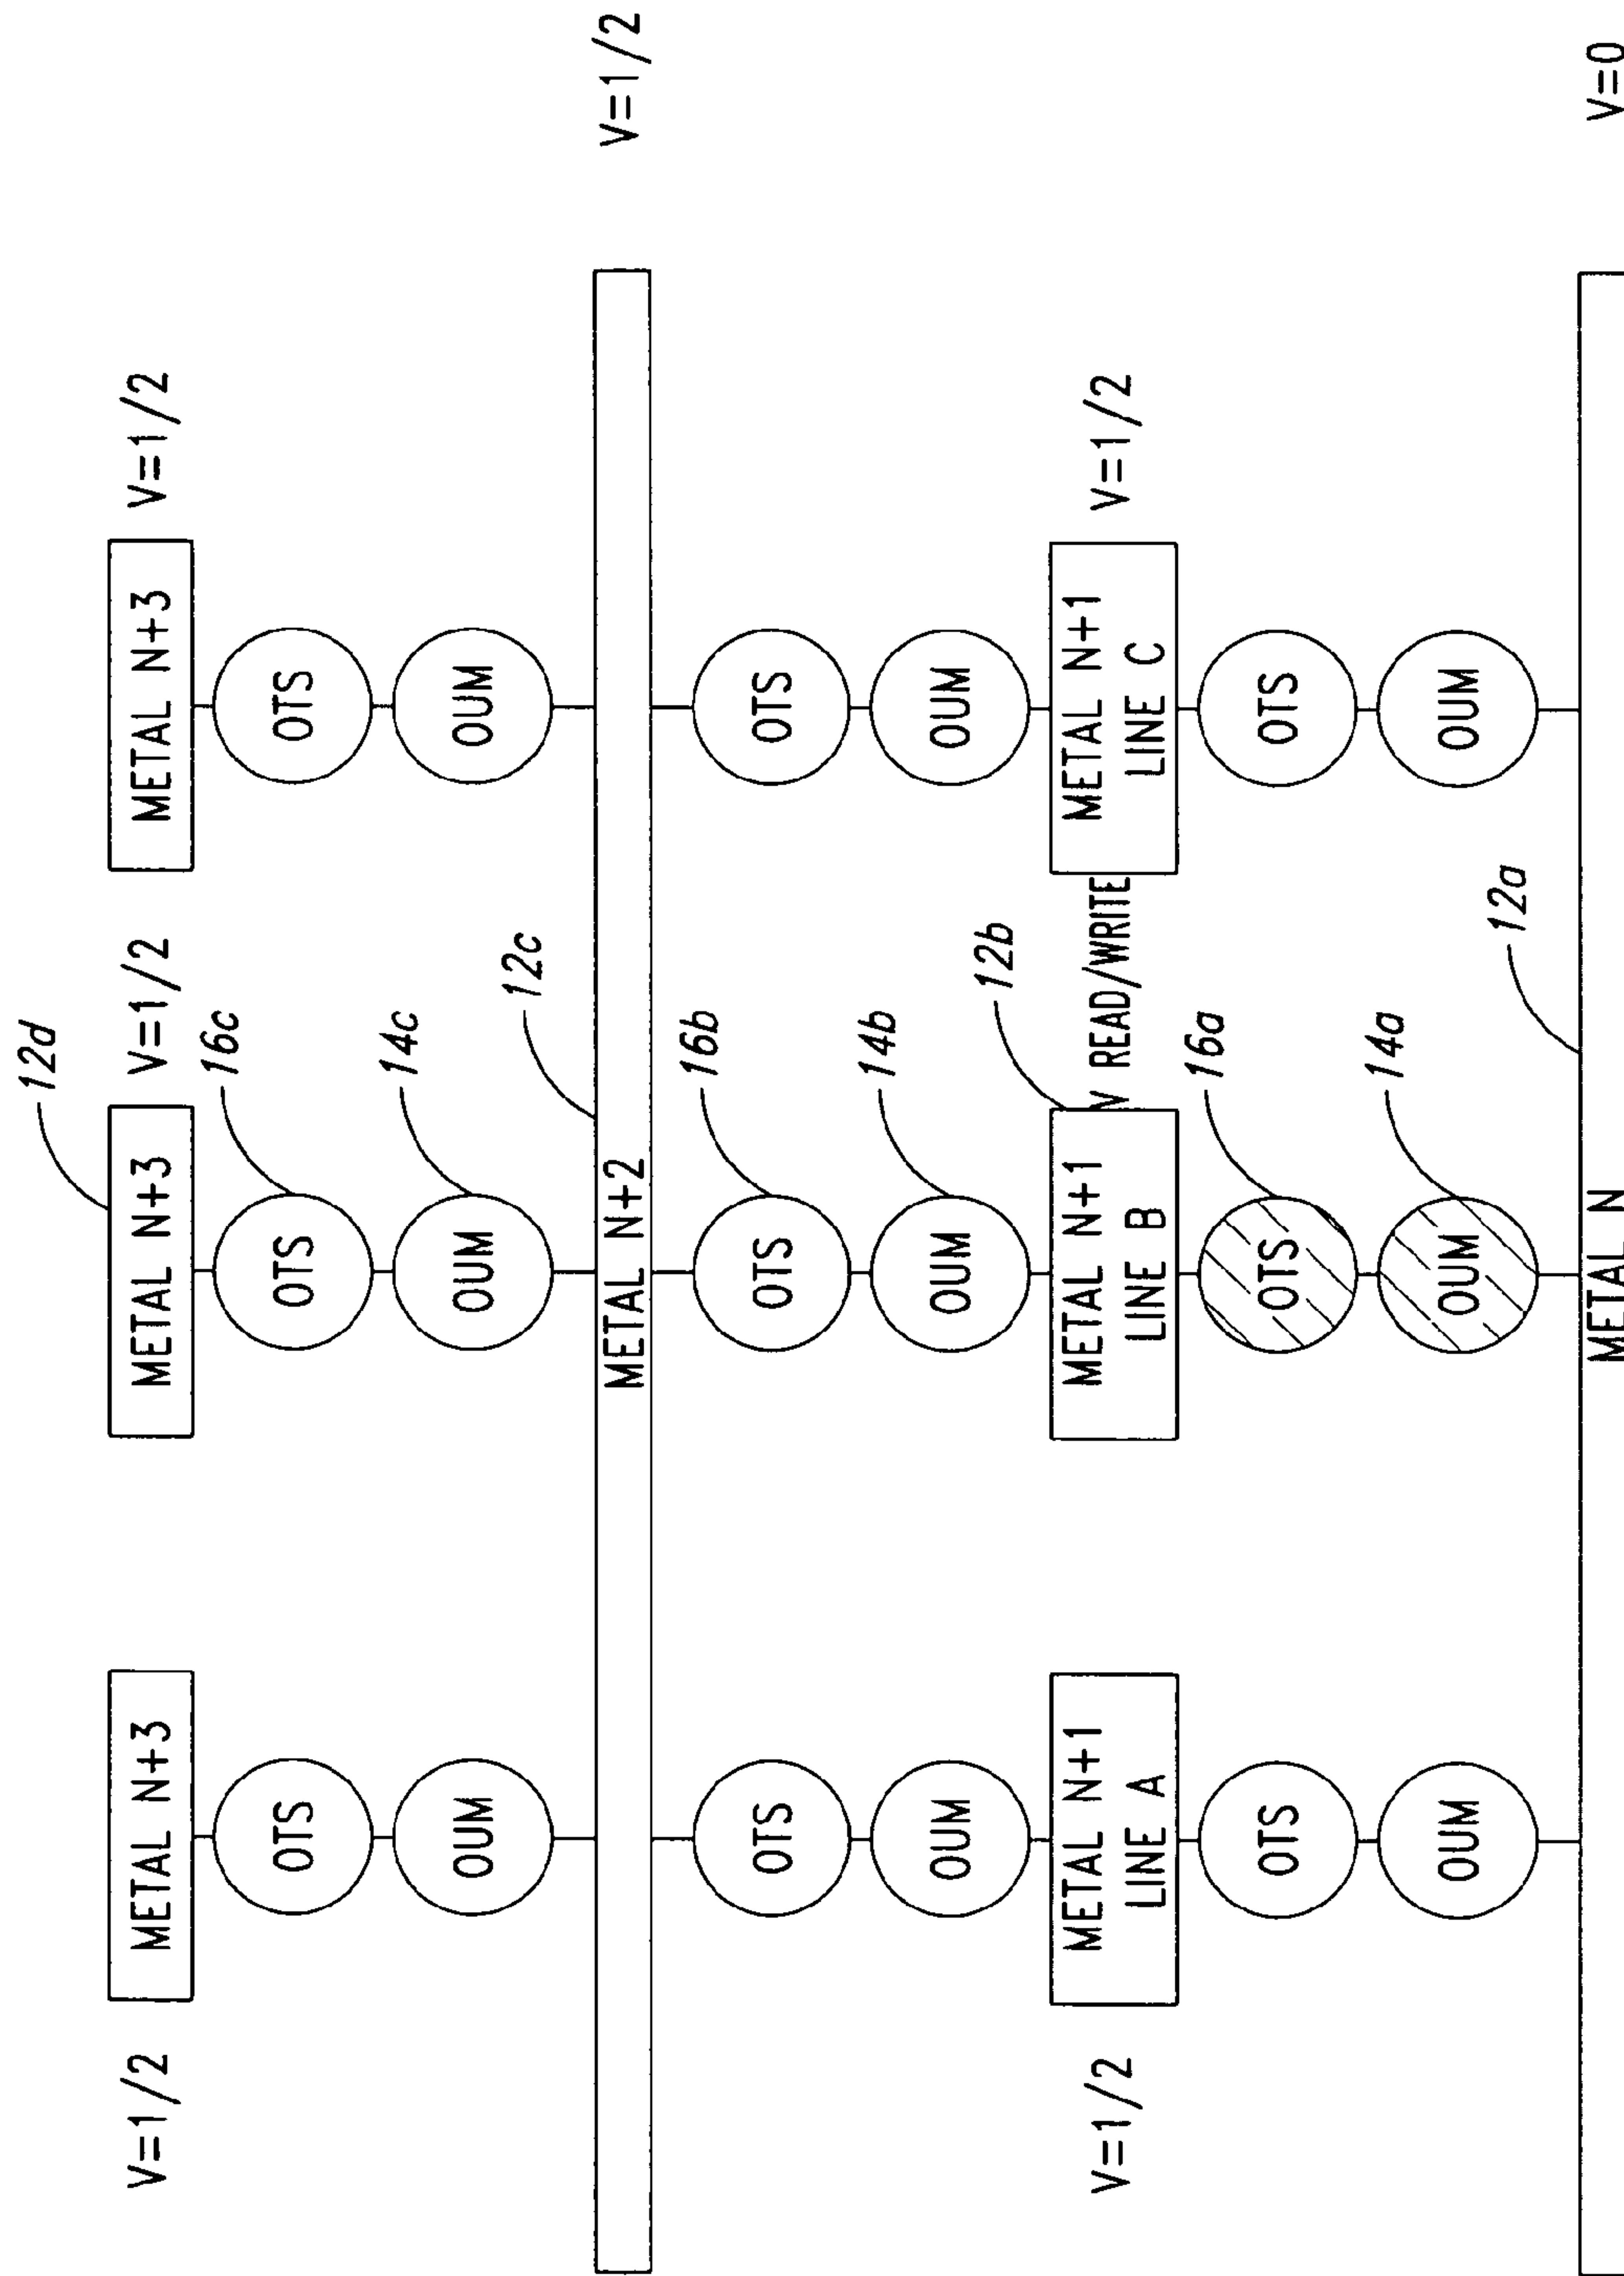 12d
V=1/2
METAL N+3
METAL N+3
V=1/2
METAL N+3
V=1/2
OTS
OTS
16c
OTS
OUM
OUM
14c
OUM
12c
METAL N+2
V=1/2
OTS
OTS
16b
OTS
OUM
OUM
14b
OUM
12b
V=1/2
METAL N+1
LINE A
METAL N+1
LINE B
V READ/WRITE
METAL N+1
LINE C
V=1/2
OTS
OTS
16a
OTS
OUM
OUM
14a
OUM
12a
METAL N
V=0